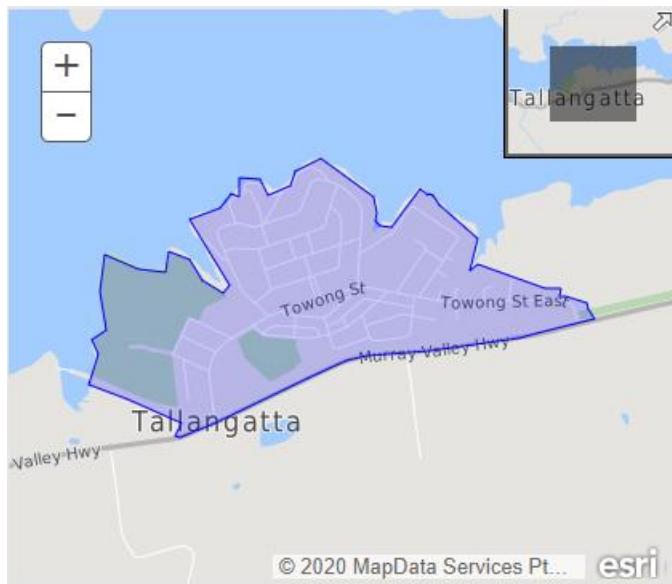 +
−
Tallangatta
Towong St
Towong St East
Murray Valley Hwy
Tallangatta
Valley Hwy
© 2020 MapData Services Pt...
esri